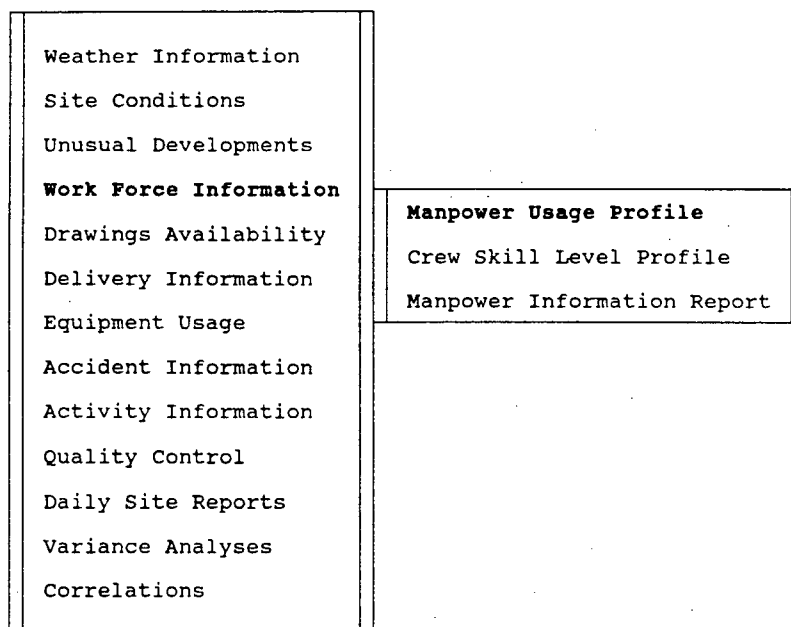 Weather Information
Site Conditions
Unusual Developments
Work Force Information
Drawings Availability
Delivery Information
Equipment Usage
Accident Information
Activity Information
Quality Control
Daily Site Reports
Variance Analyses
Correlations
Manpower Usage Profile
Crew Skill Level Profile
Manpower Information Report